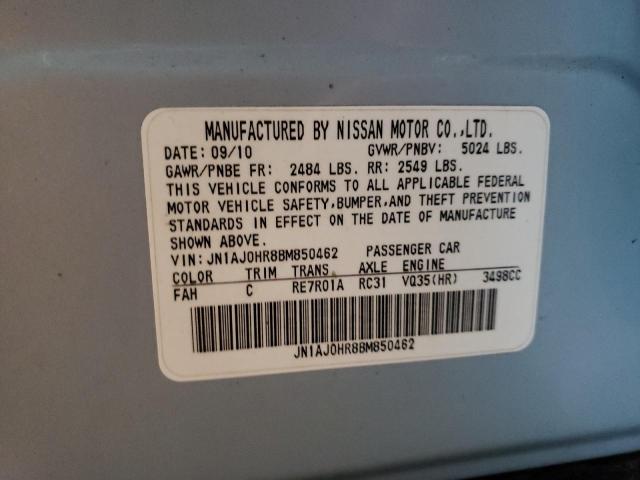 MANUFACTURED BY NISSAN MOTOR CO.,LTD.
DATE: 09/10 GVWR/PNBV: 5024 LBS.
GAWR/PNBE FR: 2484 LBS. RR: 2549 LBS.
THIS VEHICLE CONFORMS TO ALL APPLICABLE FEDERAL
MOTOR VEHICLE SAFETY,BUMPER,AND THEFT PREVENTION
STANDARDS IN EFFECT ON THE DATE OF MANUFACTURE
SHOWN ABOVE.
VIN: JN1AJ0HR8BM850462 PASSENGER CAR
COLOR TRIM TRANS AXLE ENGINE
FAH C RE7R01A RC31 VQ35(HR) 3498CC
JN1AJ0HR8BM850462